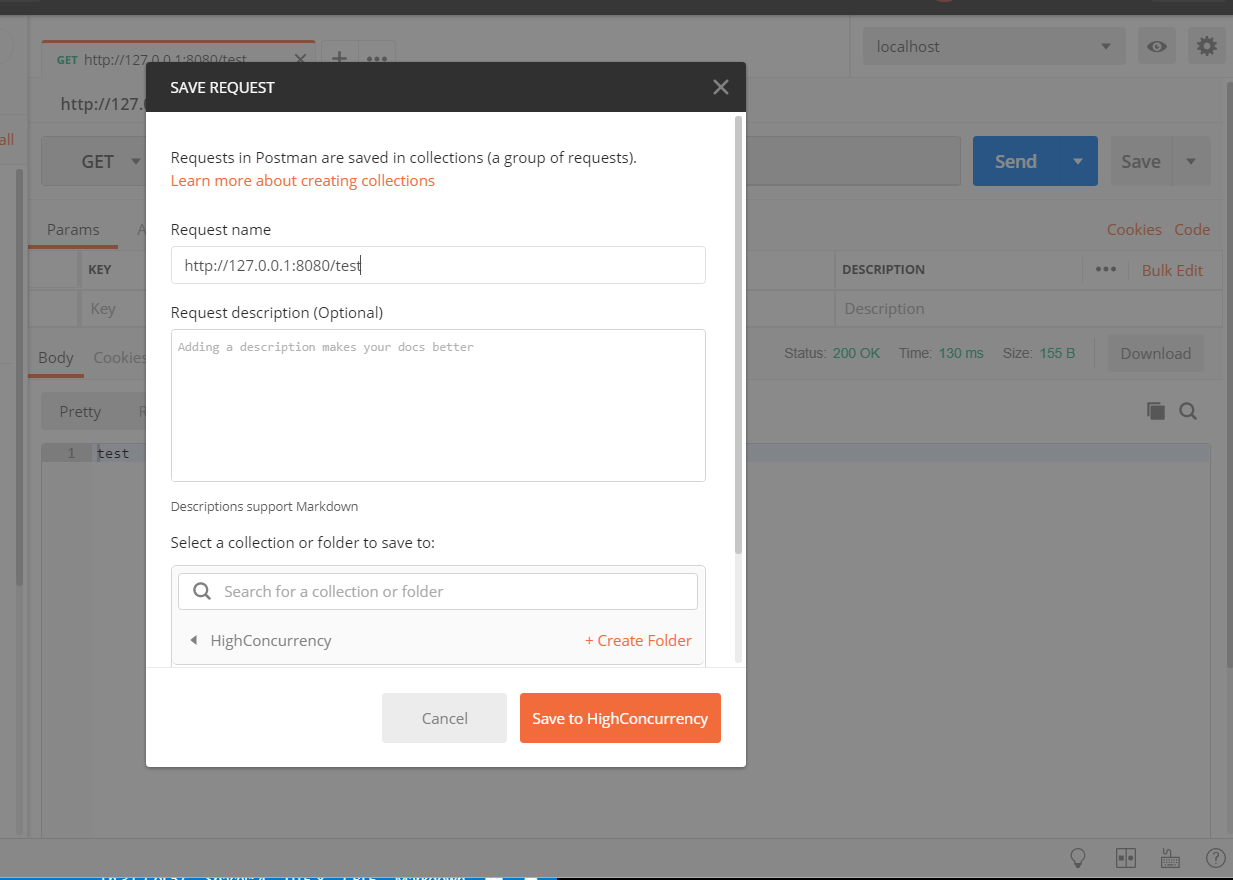 localhost
GET http://127.0.0.1:8080/test
SAVE REQUEST
http://127.
all
Requests in Postman are saved in collections (a group of requests).
GET
Send
Save
Learn more about creating collections
Params
Request name
Cookies Code
KEY
http://127.0.0.1:8080/test
DESCRIPTION
Bulk Edit
Key
Request description (Optional)
Description
Body Cookies
Adding a description makes your docs better
Status: 200 OK Time: 130 ms Size: 155 B
Download
Pretty
1 test
Descriptions support Markdown
Select a collection or folder to save to:
Search for a collection or folder
HighConcurrency
+ Create Folder
Cancel
Save to HighConcurrency